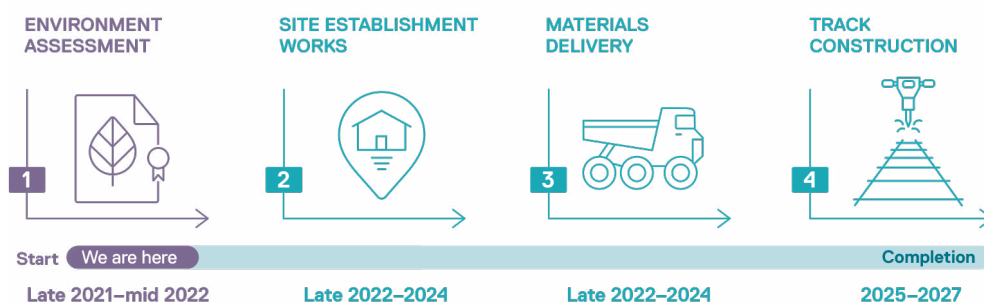 ENVIRONMENT
ASSESSMENT
SITE ESTABLISHMENT
WORKS
MATERIALS
DELIVERY
TRACK
CONSTRUCTION
1
2
3
4
Start
We are here
Completion
Late 2021–mid 2022
Late 2022–2024
Late 2022–2024
2025–2027